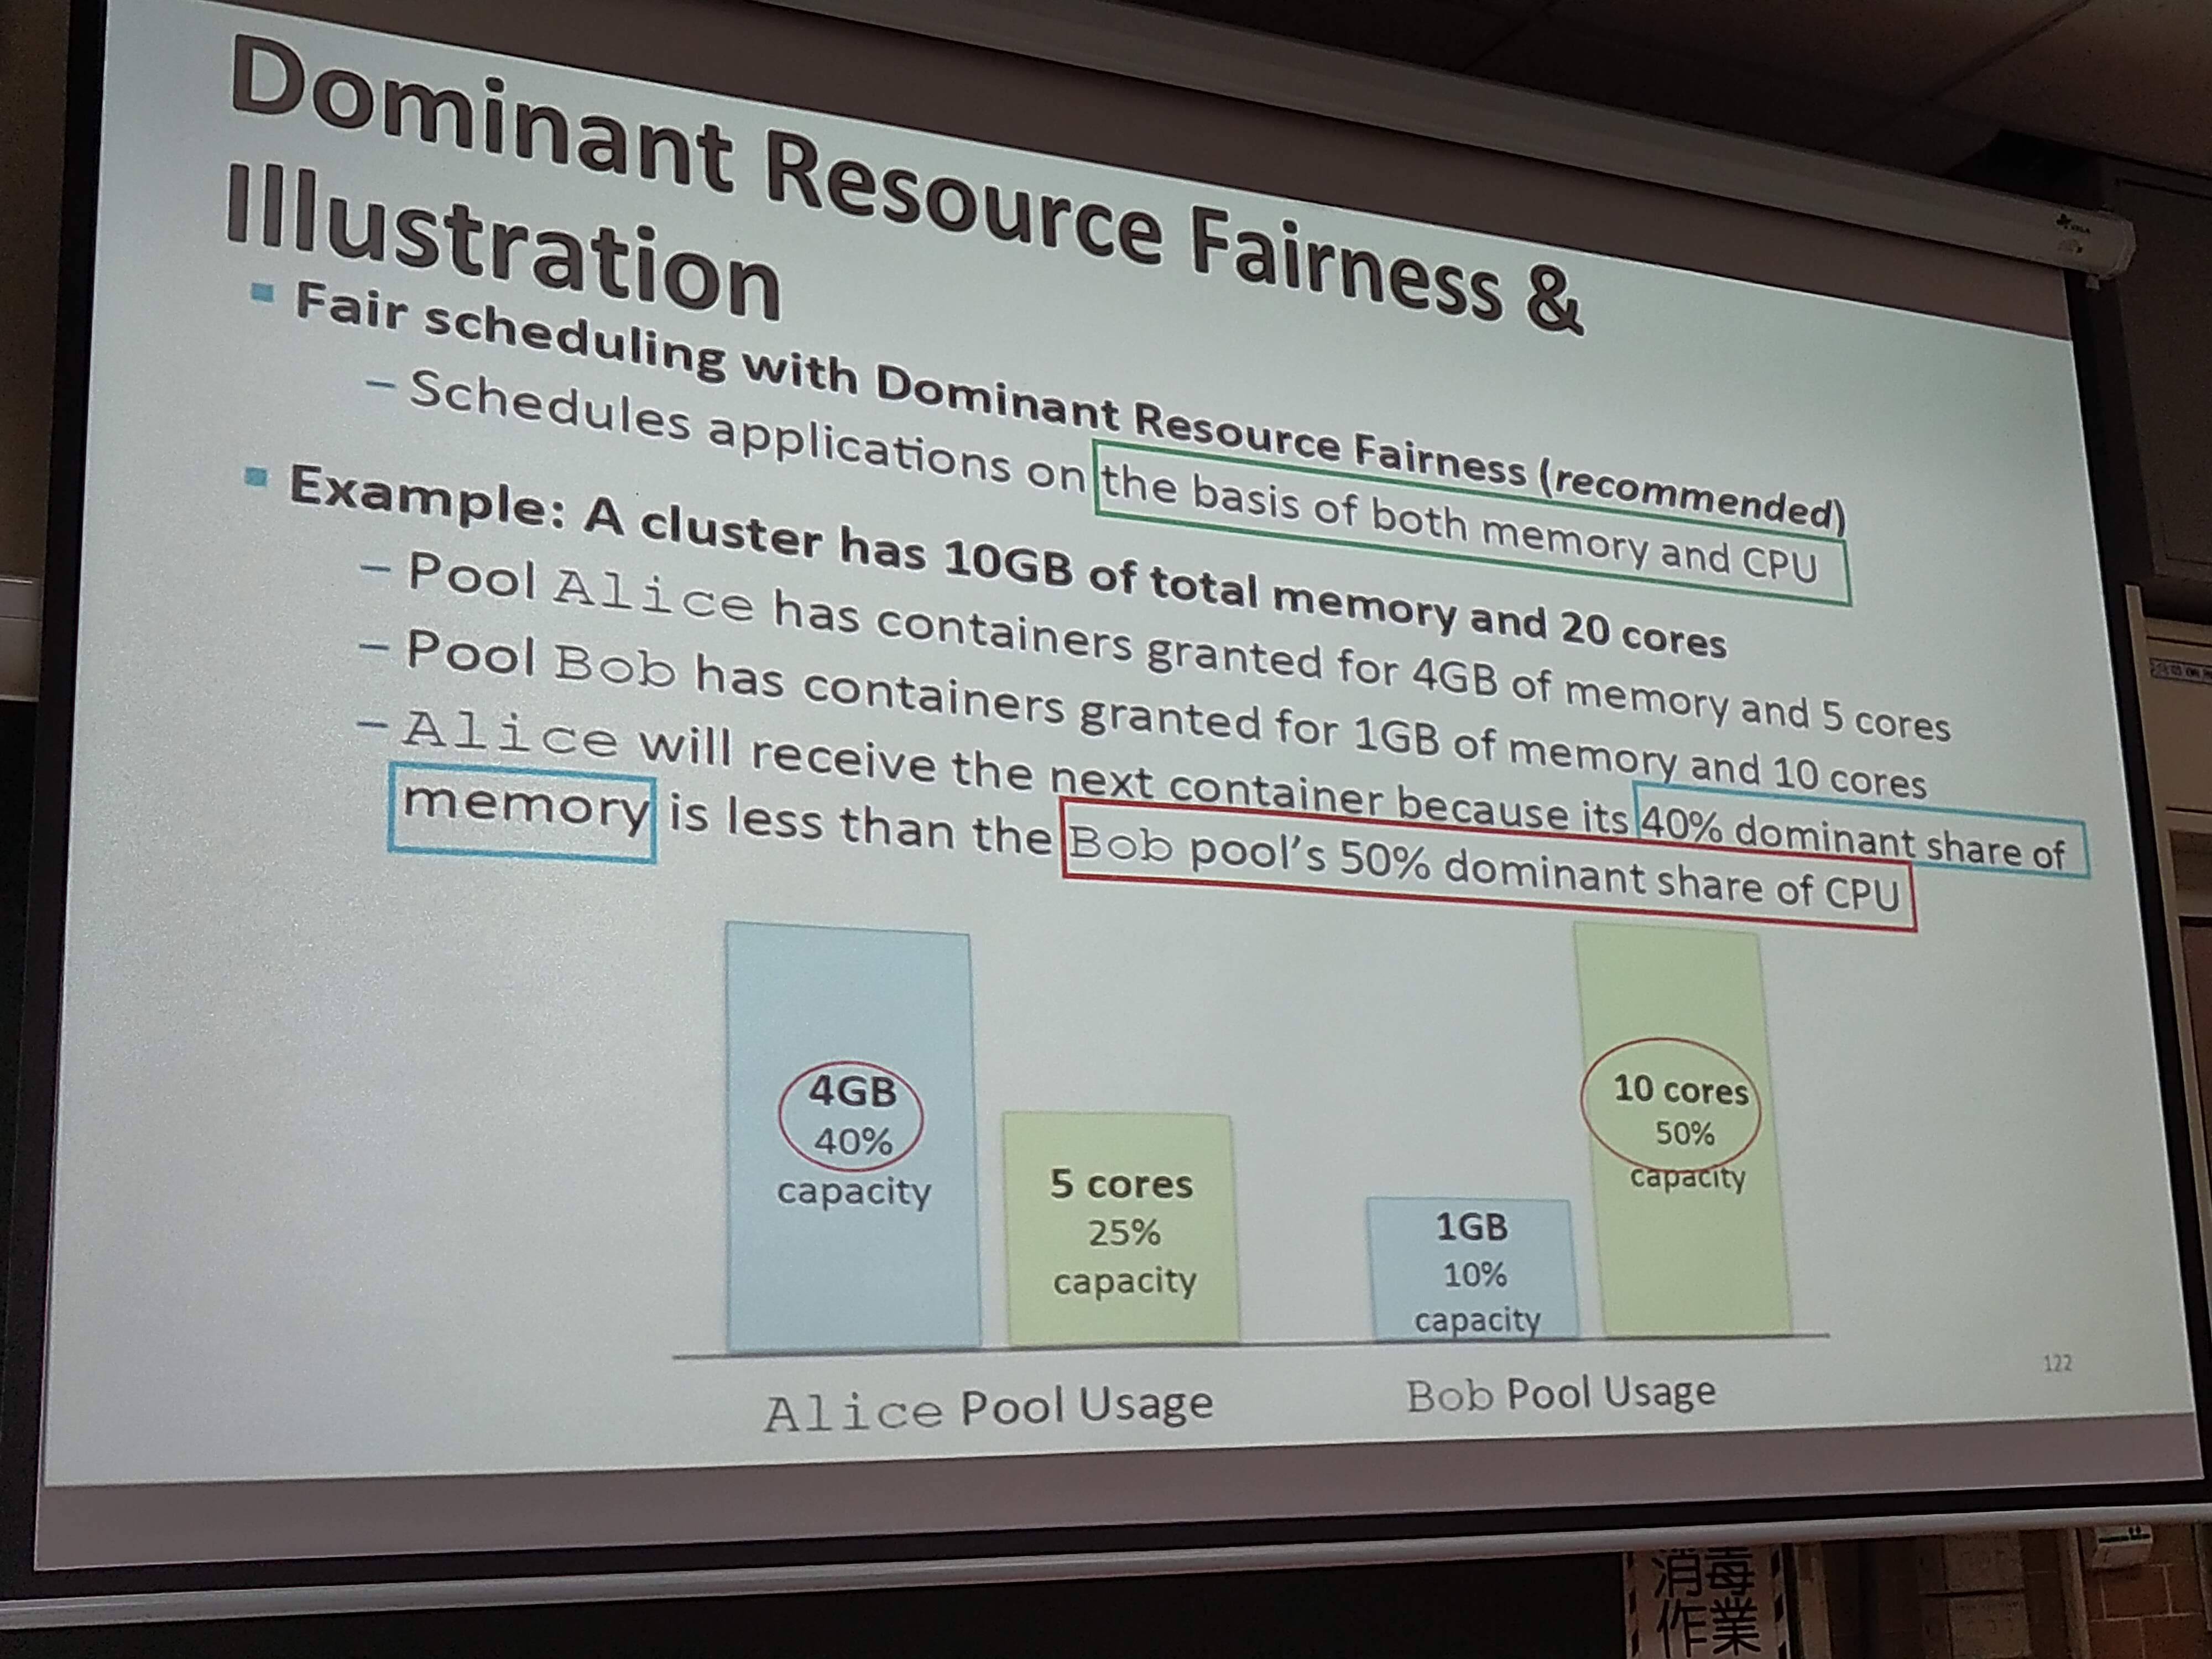 Dominant Resource Fairness &
Illustration
Fair scheduling with Dominant Resource Fairness (recommended)
– Schedules applications on the basis of both memory and CPU
Example: A cluster has 10GB of total memory and 20 cores
– Pool Alice has containers granted for 4GB of memory and 5 cores
– Pool Bob has containers granted for 1GB of memory and 10 cores
– Alice will receive the next container because its 40% dominant share of
memory is less than the Bob pool's 50% dominant share of CPU
4GB
40%
capacity
5 cores
25%
capacity
1GB
10%
capacity
10 cores
50%
capacity
Alice Pool Usage
Bob Pool Usage
122
消毒
作業